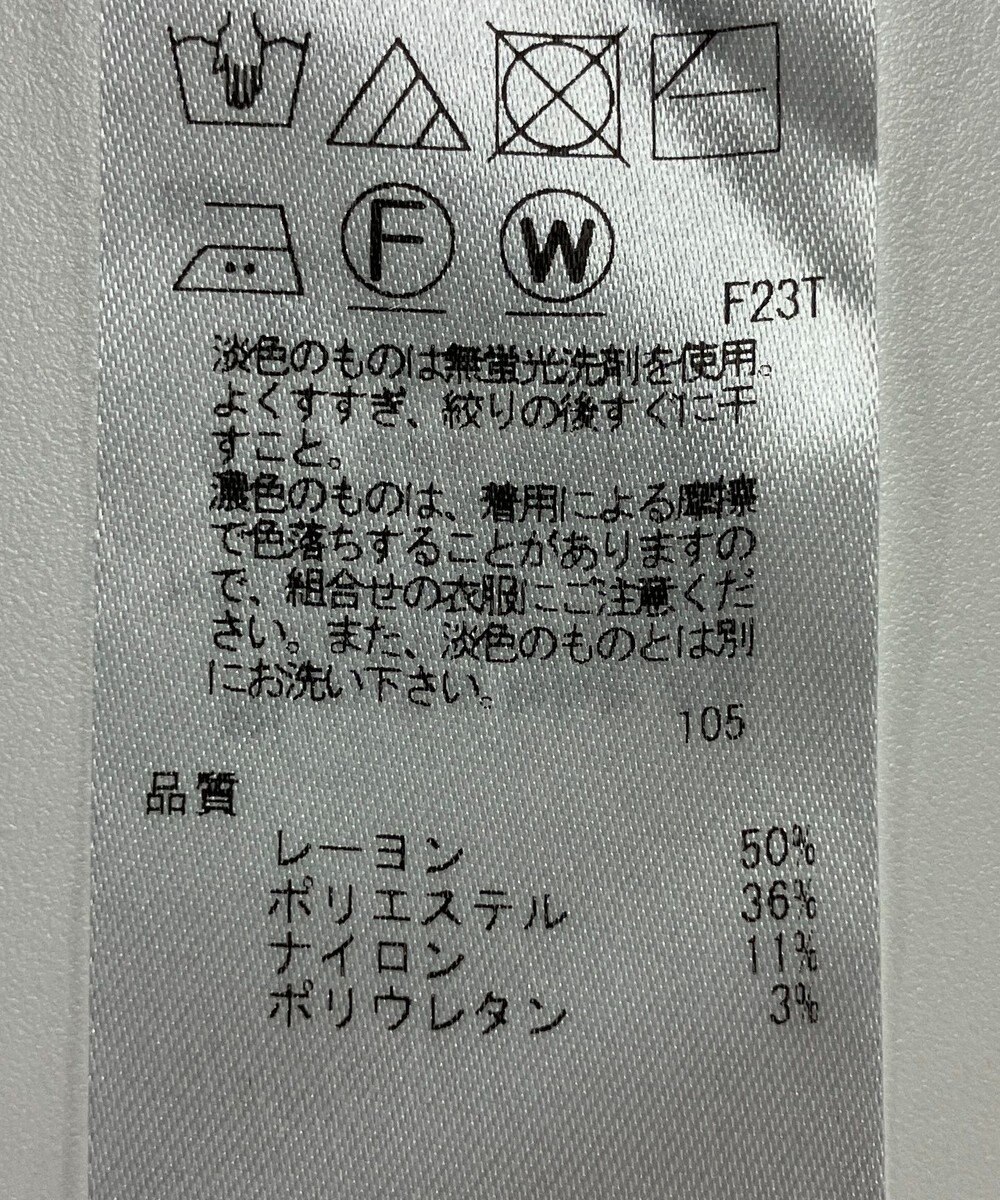 F W
F23T
淡色のものは無蛍光洗剤を使用。
よくすすぎ、絞りの後すぐに干
すこと。
濃色のものは、着用による摩擦
で色落ちすることがありますの
で、組合せの衣服にご注意くだ
さい。また、淡色のものとは別
にお洗い下さい。
105
品質
レーヨン 50%
ポリエステル 36%
ナイロン 11%
ポリウレタン 3%